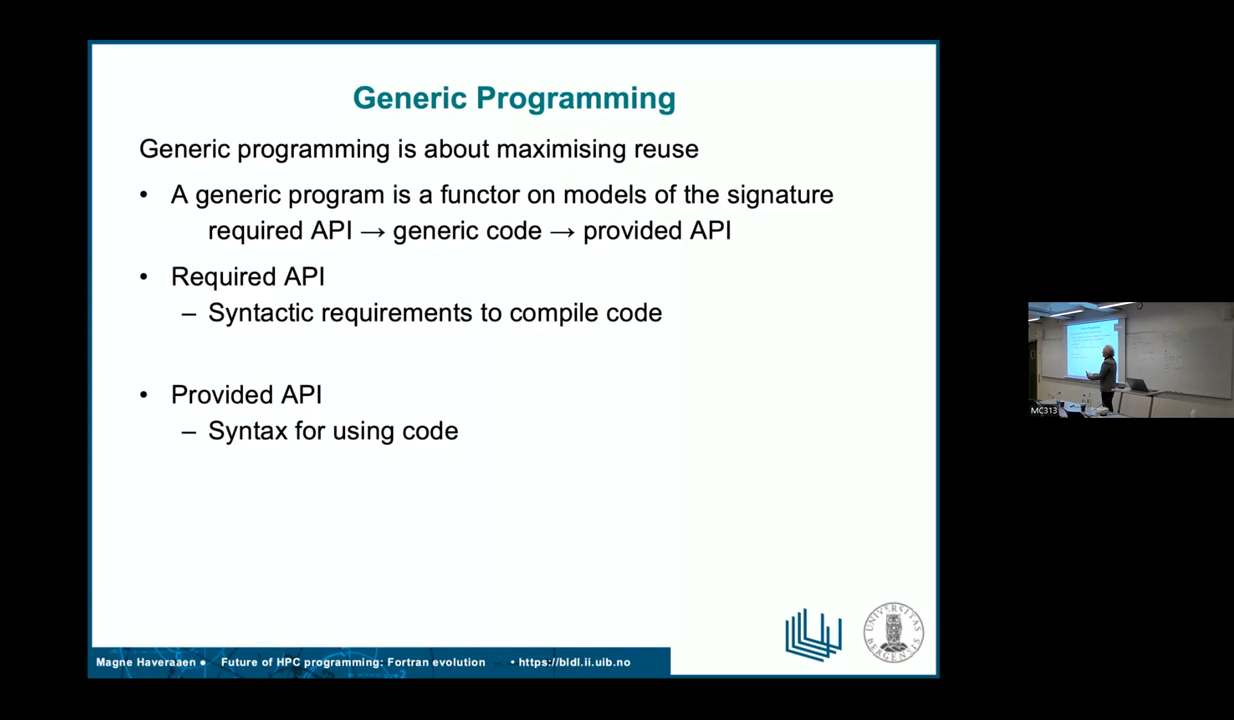 Generic Programming
Generic programming is about maximising reuse
• A generic program is a functor on models of the signature
required API → generic code → provided API
• Required API
– Syntactic requirements to compile code
• Provided API
– Syntax for using code
UNIVERSITAS
BERGENSIS
Magne Haveraaen ● Future of HPC programming: Fortran evolution – • https://bldl.ii.uib.no
MC313